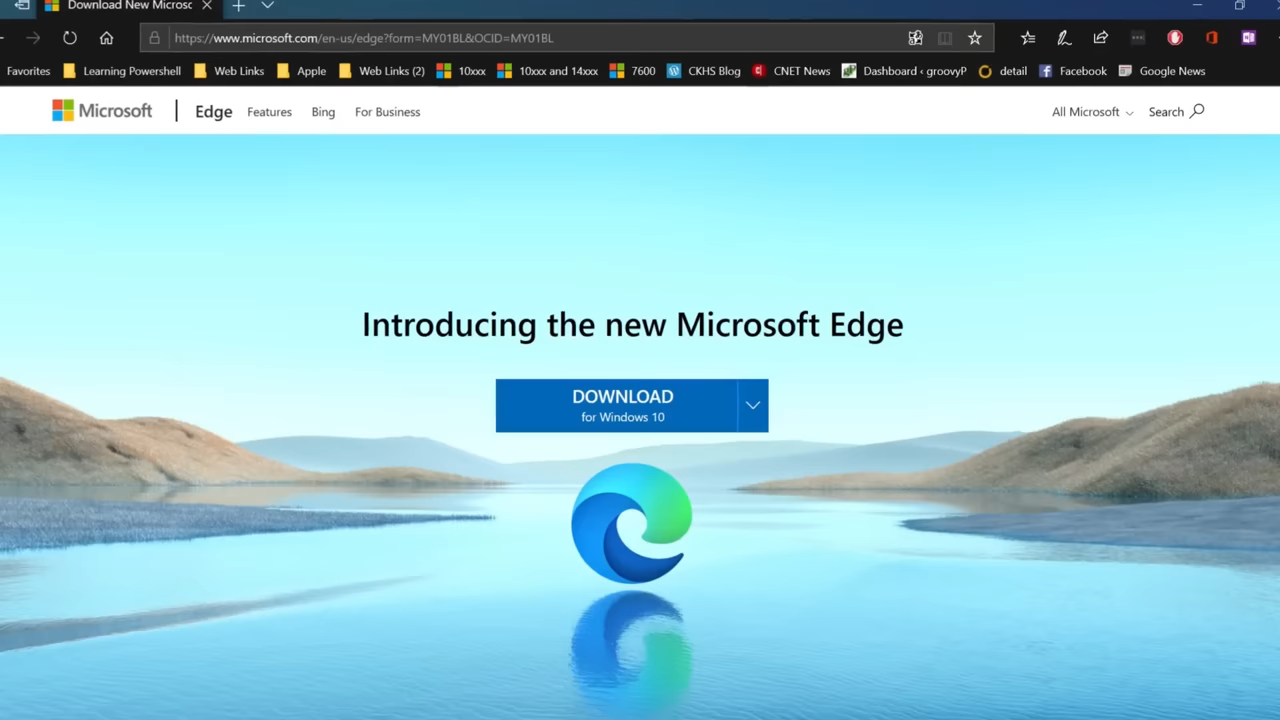 Download New Microsc
https://www.microsoft.com/en-us/edge?form=MY01BL&OCID=MY01BL
Favorites Learning Powershell Web Links Apple Web Links (2) 10xxx 10xxx and 14xxx 7600 CKHS Blog CNET News Dashboard ‹ groovyP detail Facebook Google News
Microsoft Edge Features Bing For Business All Microsoft Search
Introducing the new Microsoft Edge
DOWNLOAD
for Windows 10